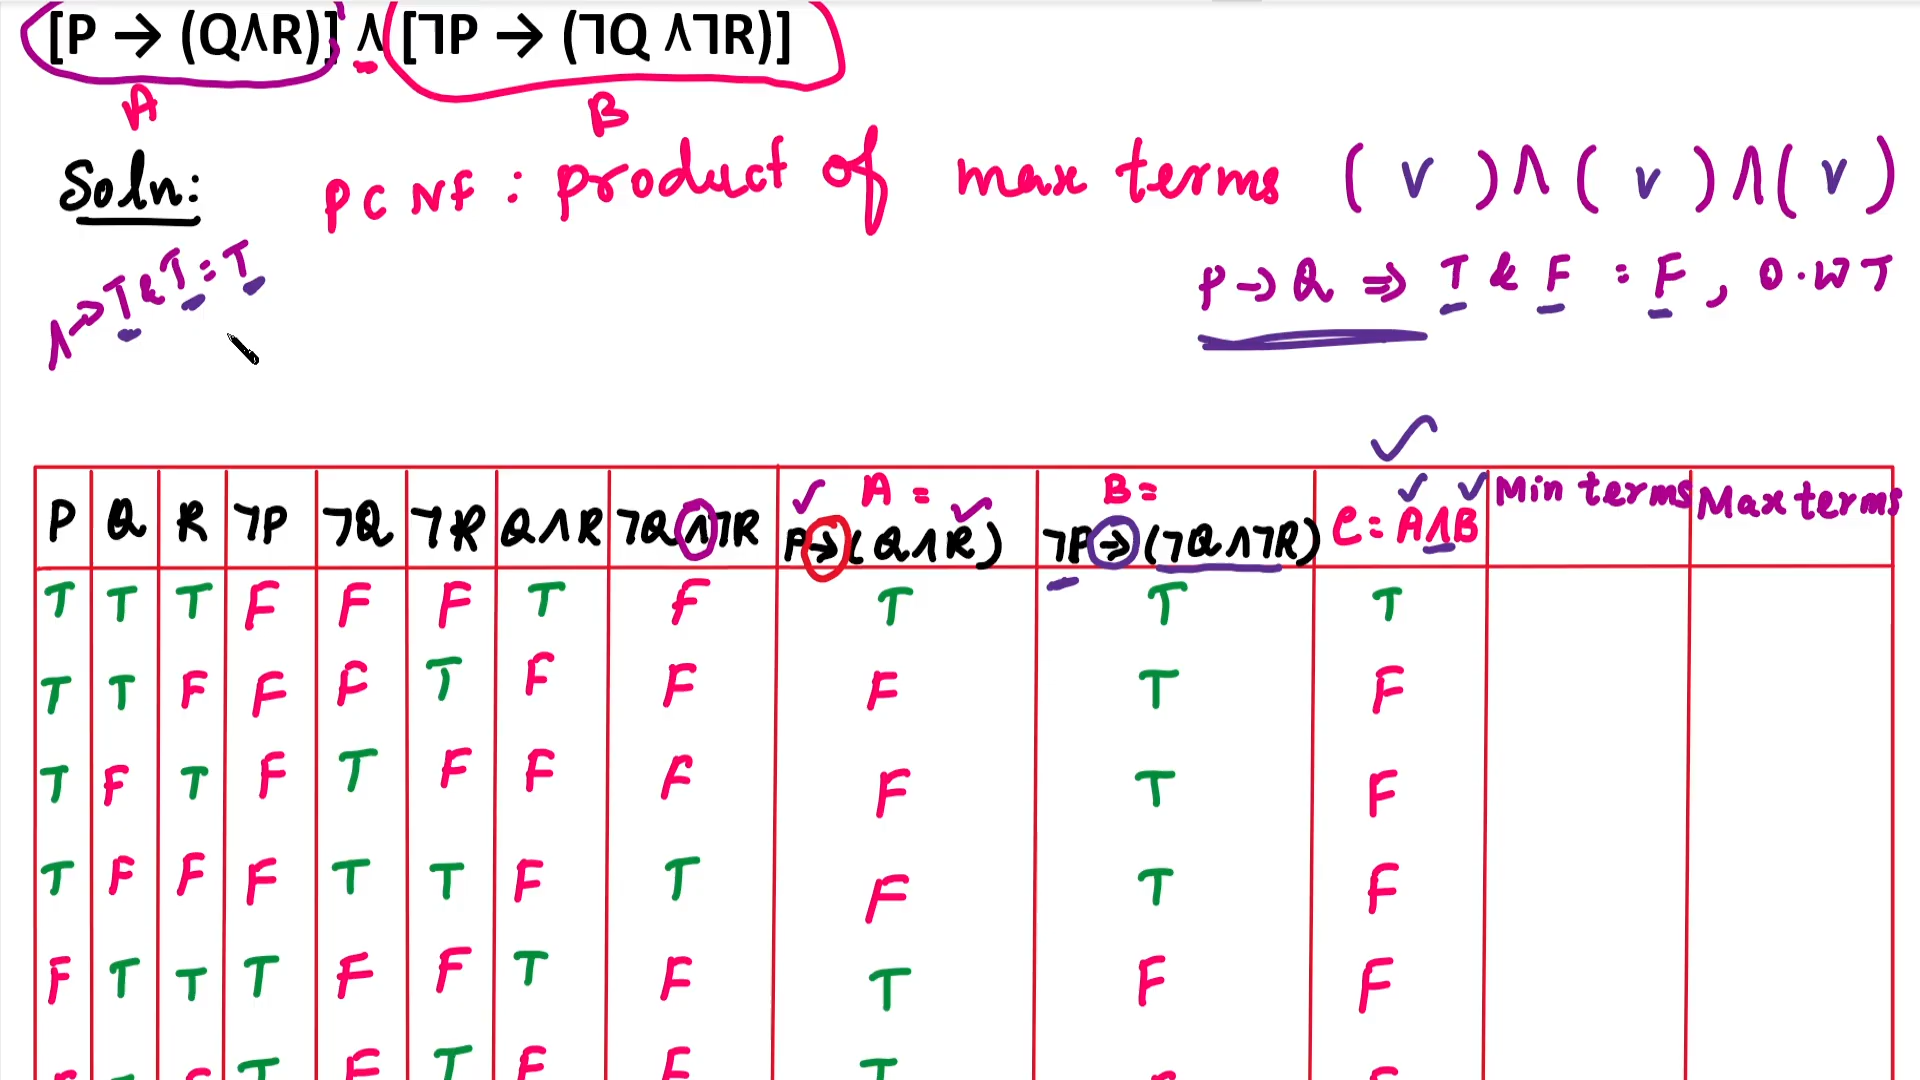 [P → (Q∧R)] ∧ [¬P → (¬Q ∧¬R)]
A B
Soln: PCNF : product of max terms ( v ) ∧ ( v ) ∧ ( v )
∧ → T & T = T
P → Q ⇒ T & F : F , O.W T
P Q R ¬P ¬Q ¬R Q∧R ¬Q∧¬R A = P→(Q∧R) B = ¬P→(¬Q∧¬R) C = A∧B Min terms Max terms
T T T F F F T F T T T
T T F F F T F F F T F
T F T F T F F F F T F
T F F F T T F T F T F
F T T T F F T F T F F
F T F T F T F F T F F